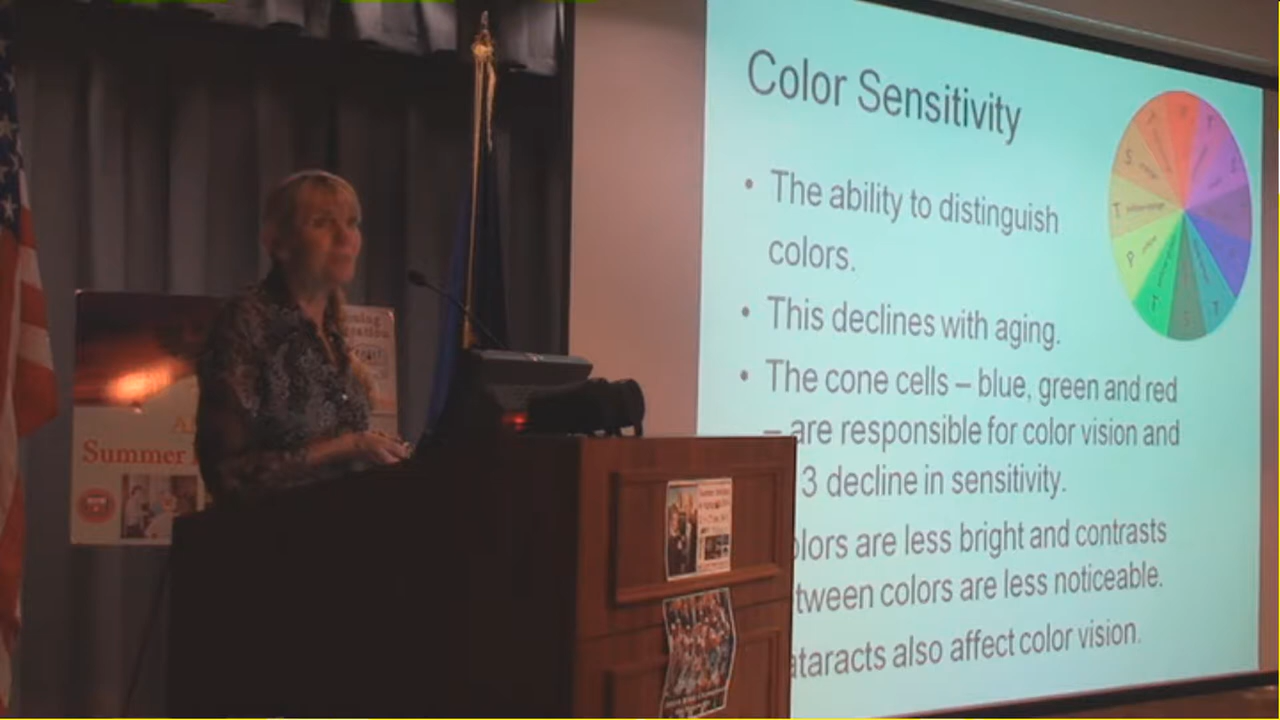 Color Sensitivity
• The ability to distinguish
colors.
• This declines with aging.
• The cone cells – blue, green and red
– are responsible for color vision and
3 decline in sensitivity.
olors are less bright and contrasts
tween colors are less noticeable.
ataracts also affect color vision.
Summer